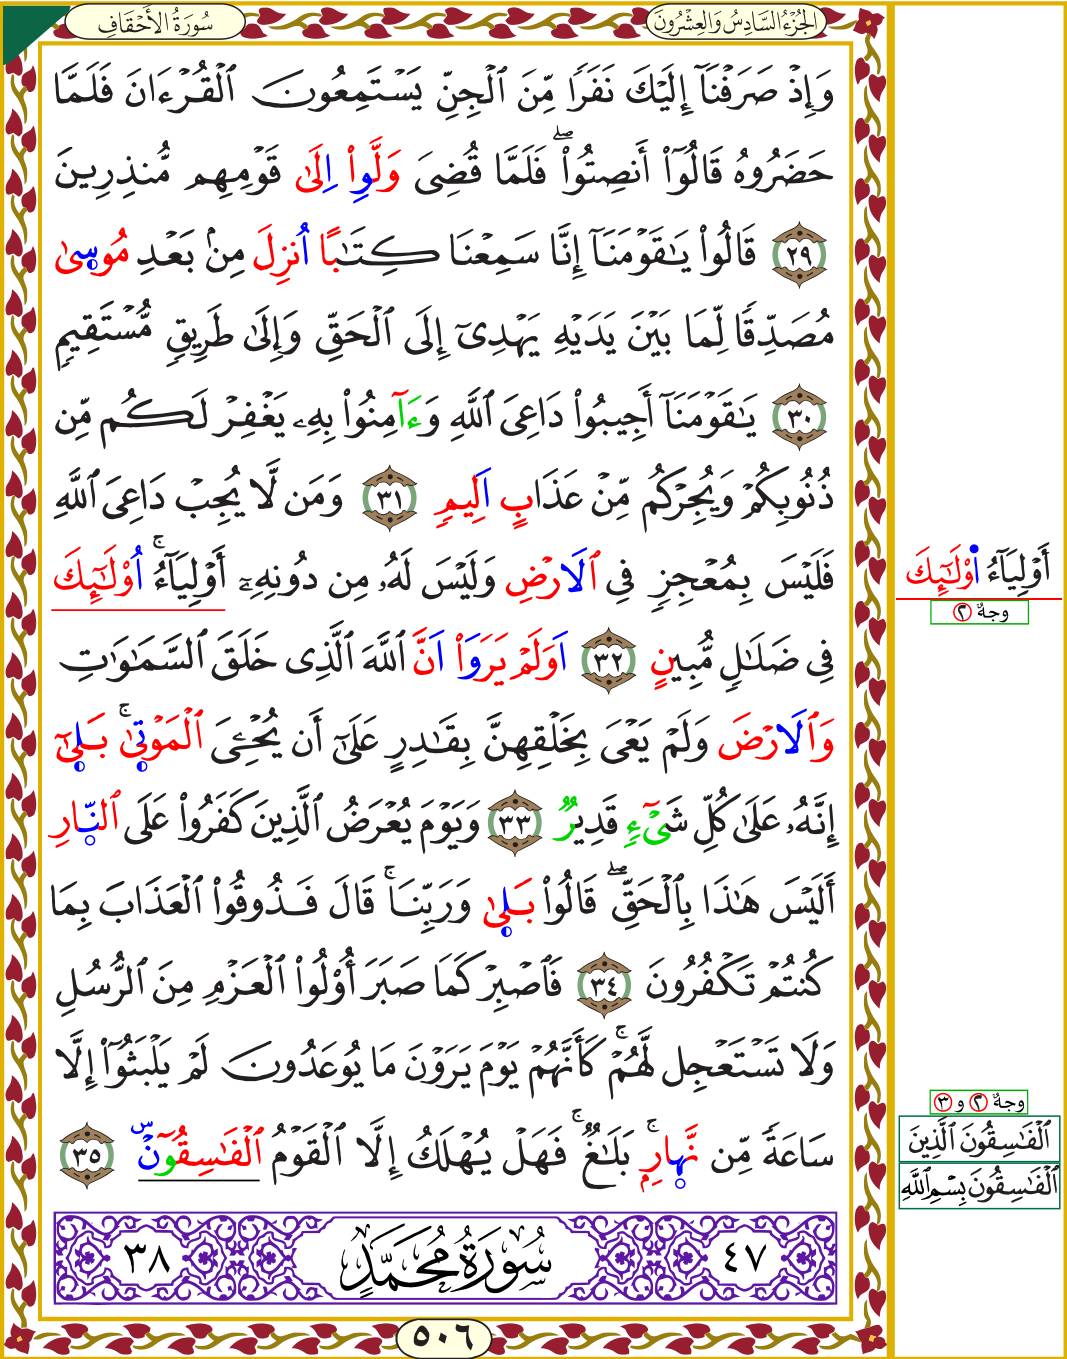 الجُزْءُ السَّادِسُ وَالعِشْرُونَ
سُورَةُ الأَحْقَافِ
وَإِذْ صَرَفْنَآ إِلَيْكَ نَفَرٗا مِّنَ ٱلْجِنِّ يَسْتَمِعُونَ ٱلْقُرْءَانَ فَلَمَّا
حَضَرُوهُ قَالُوٓا۟ أَنصِتُوا۟ۖ فَلَمَّا قُضِىَ وَلَّوِا۟ اِلَىٰ قَوْمِهِم مُّنذِرِينَ
٢٩ قَالُوا۟ يَـٰقَوْمَنَآ إِنَّا سَمِعْنَا كِتَـٰبًا اُنزِلَ مِنۢ بَعْدِ مُوسۭىٰ
مُصَدِّقٗا لِّمَا بَيْنَ يَدَيْهِ يَهْدِىٓ إِلَى ٱلْحَقِّ وَإِلَىٰ طَرِيقٖ مُّسْتَقِيمٖ
٣٠ يَـٰقَوْمَنَآ أَجِيبُوا۟ دَاعِىَ ٱللَّهِ وَءَآمِنُوا۟ بِهِۦ يَغْفِرْ لَكُم مِّن
ذُنُوبِكُمْ وَيُجِرْكُم مِّنْ عَذَابٍ اَلِيمٖ ٣١ وَمَن لَّا يُجِبْ دَاعِىَ ٱللَّهِ
فَلَيْسَ بِمُعْجِزٖ فِى ٱلَارْضِ وَلَيْسَ لَهُۥ مِن دُونِهِۦٓ أَوْلِيَآءُۚ اُوْلَـٰٓئِكَ
فِى ضَلَـٰلٖ مُّبِينٍ ٣٢ اَوَلَمْ يَرَوَا۟ اَنَّ ٱللَّهَ ٱلَّذِى خَلَقَ ٱلسَّمَـٰوَٰتِ
وَٱلَارْضَ وَلَمْ يَعْىَ بِخَلْقِهِنَّ بِقَـٰدِرٍ عَلَىٰٓ أَن يُحْـِۧىَ ٱلْمَوْتۭىٰۚ بَلۭىٰٓ
إِنَّهُۥ عَلَىٰ كُلِّ شَىْٓءٖ قَدِيرٞ ٣٣ وَيَوْمَ يُعْرَضُ ٱلَّذِينَ كَفَرُوا۟ عَلَى ٱلنّ۪ارِ
أَلَيْسَ هَـٰذَا بِٱلْحَقِّۖ قَالُوا۟ بَلۭىٰ وَرَبِّنَاۚ قَالَ فَذُوقُوا۟ ٱلْعَذَابَ بِمَا
كُنتُمْ تَكْفُرُونَ ٣٤ فَٱصْبِرْ كَمَا صَبَرَ أُوْلُوا۟ ٱلْعَزْمِ مِنَ ٱلرُّسُلِ
وَلَا تَسْتَعْجِل لَّهُمْۚ كَأَنَّهُمْ يَوْمَ يَرَوْنَ مَا يُوعَدُونَ لَمْ يَلْبَثُوٓا۟ إِلَّا
سَاعَةٗ مِّن نَّه۪ارِۭۚ بَلَـٰغٞۚ فَهَلْ يُهْلَكُ إِلَّا ٱلْقَوْمُ ٱلْفَـٰسِقُوٓنَۜ ٣٥
٤٧ سُورَةُ مُحَمَّدٍ ٣٨
٥٠٦
أَوْلِيَآءُ اُ۬وْلَـٰٓئِكَ
وجهٌ ٢
وجهٌ ٢ و ٣
ٱلْفَـٰسِقُونَ ٱلَّذِينَ
ٱلْفَـٰسِقُونَ بِسْمِ ٱللَّهِ